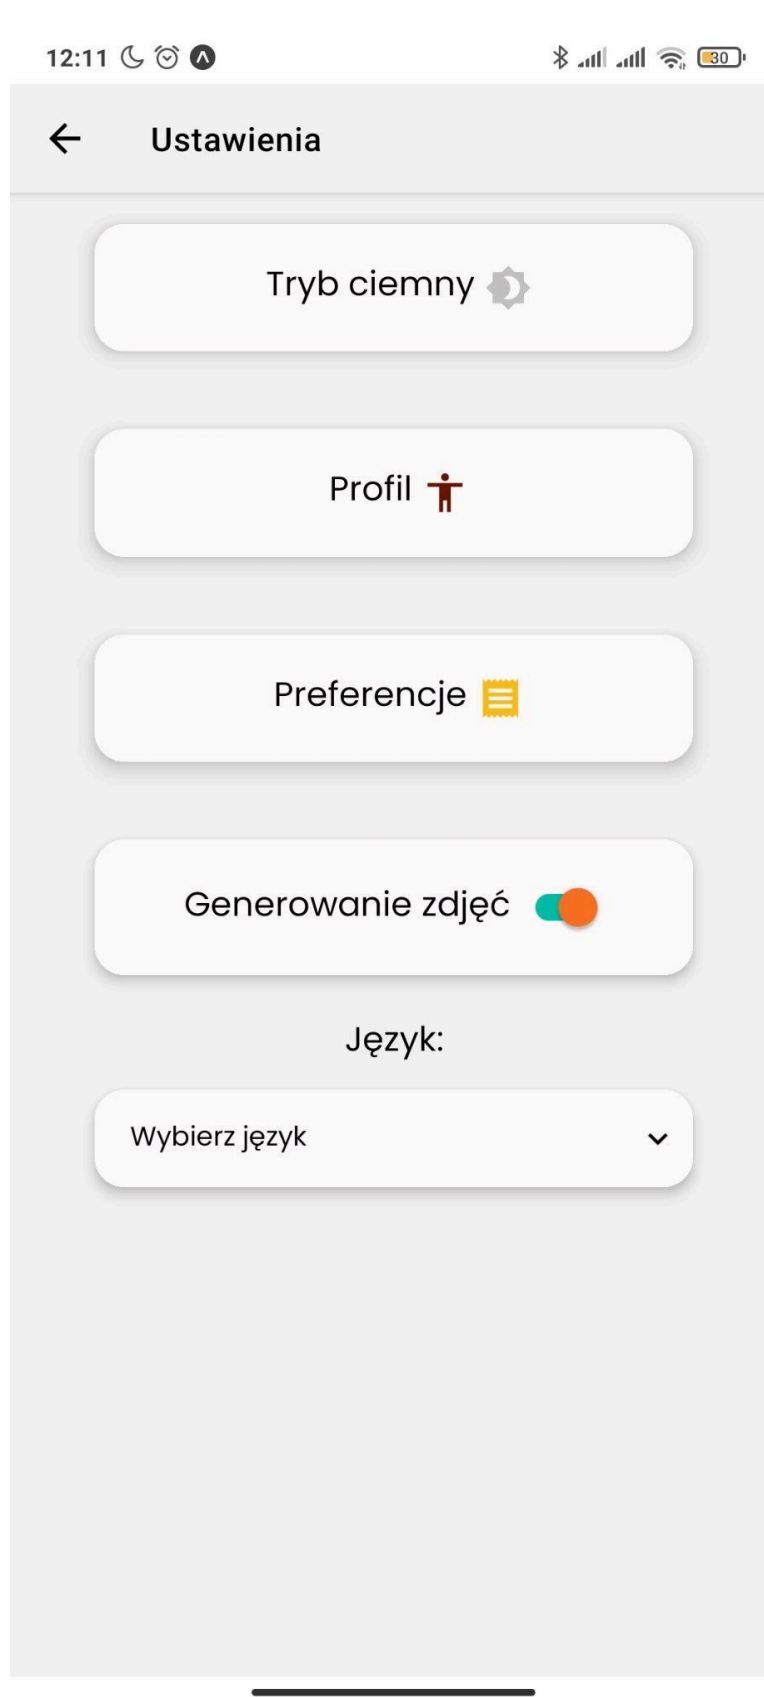 12:11
30
Ustawienia
Tryb ciemny
Profil
Preferencje
Generowanie zdjęć
Język:
Wybierz język